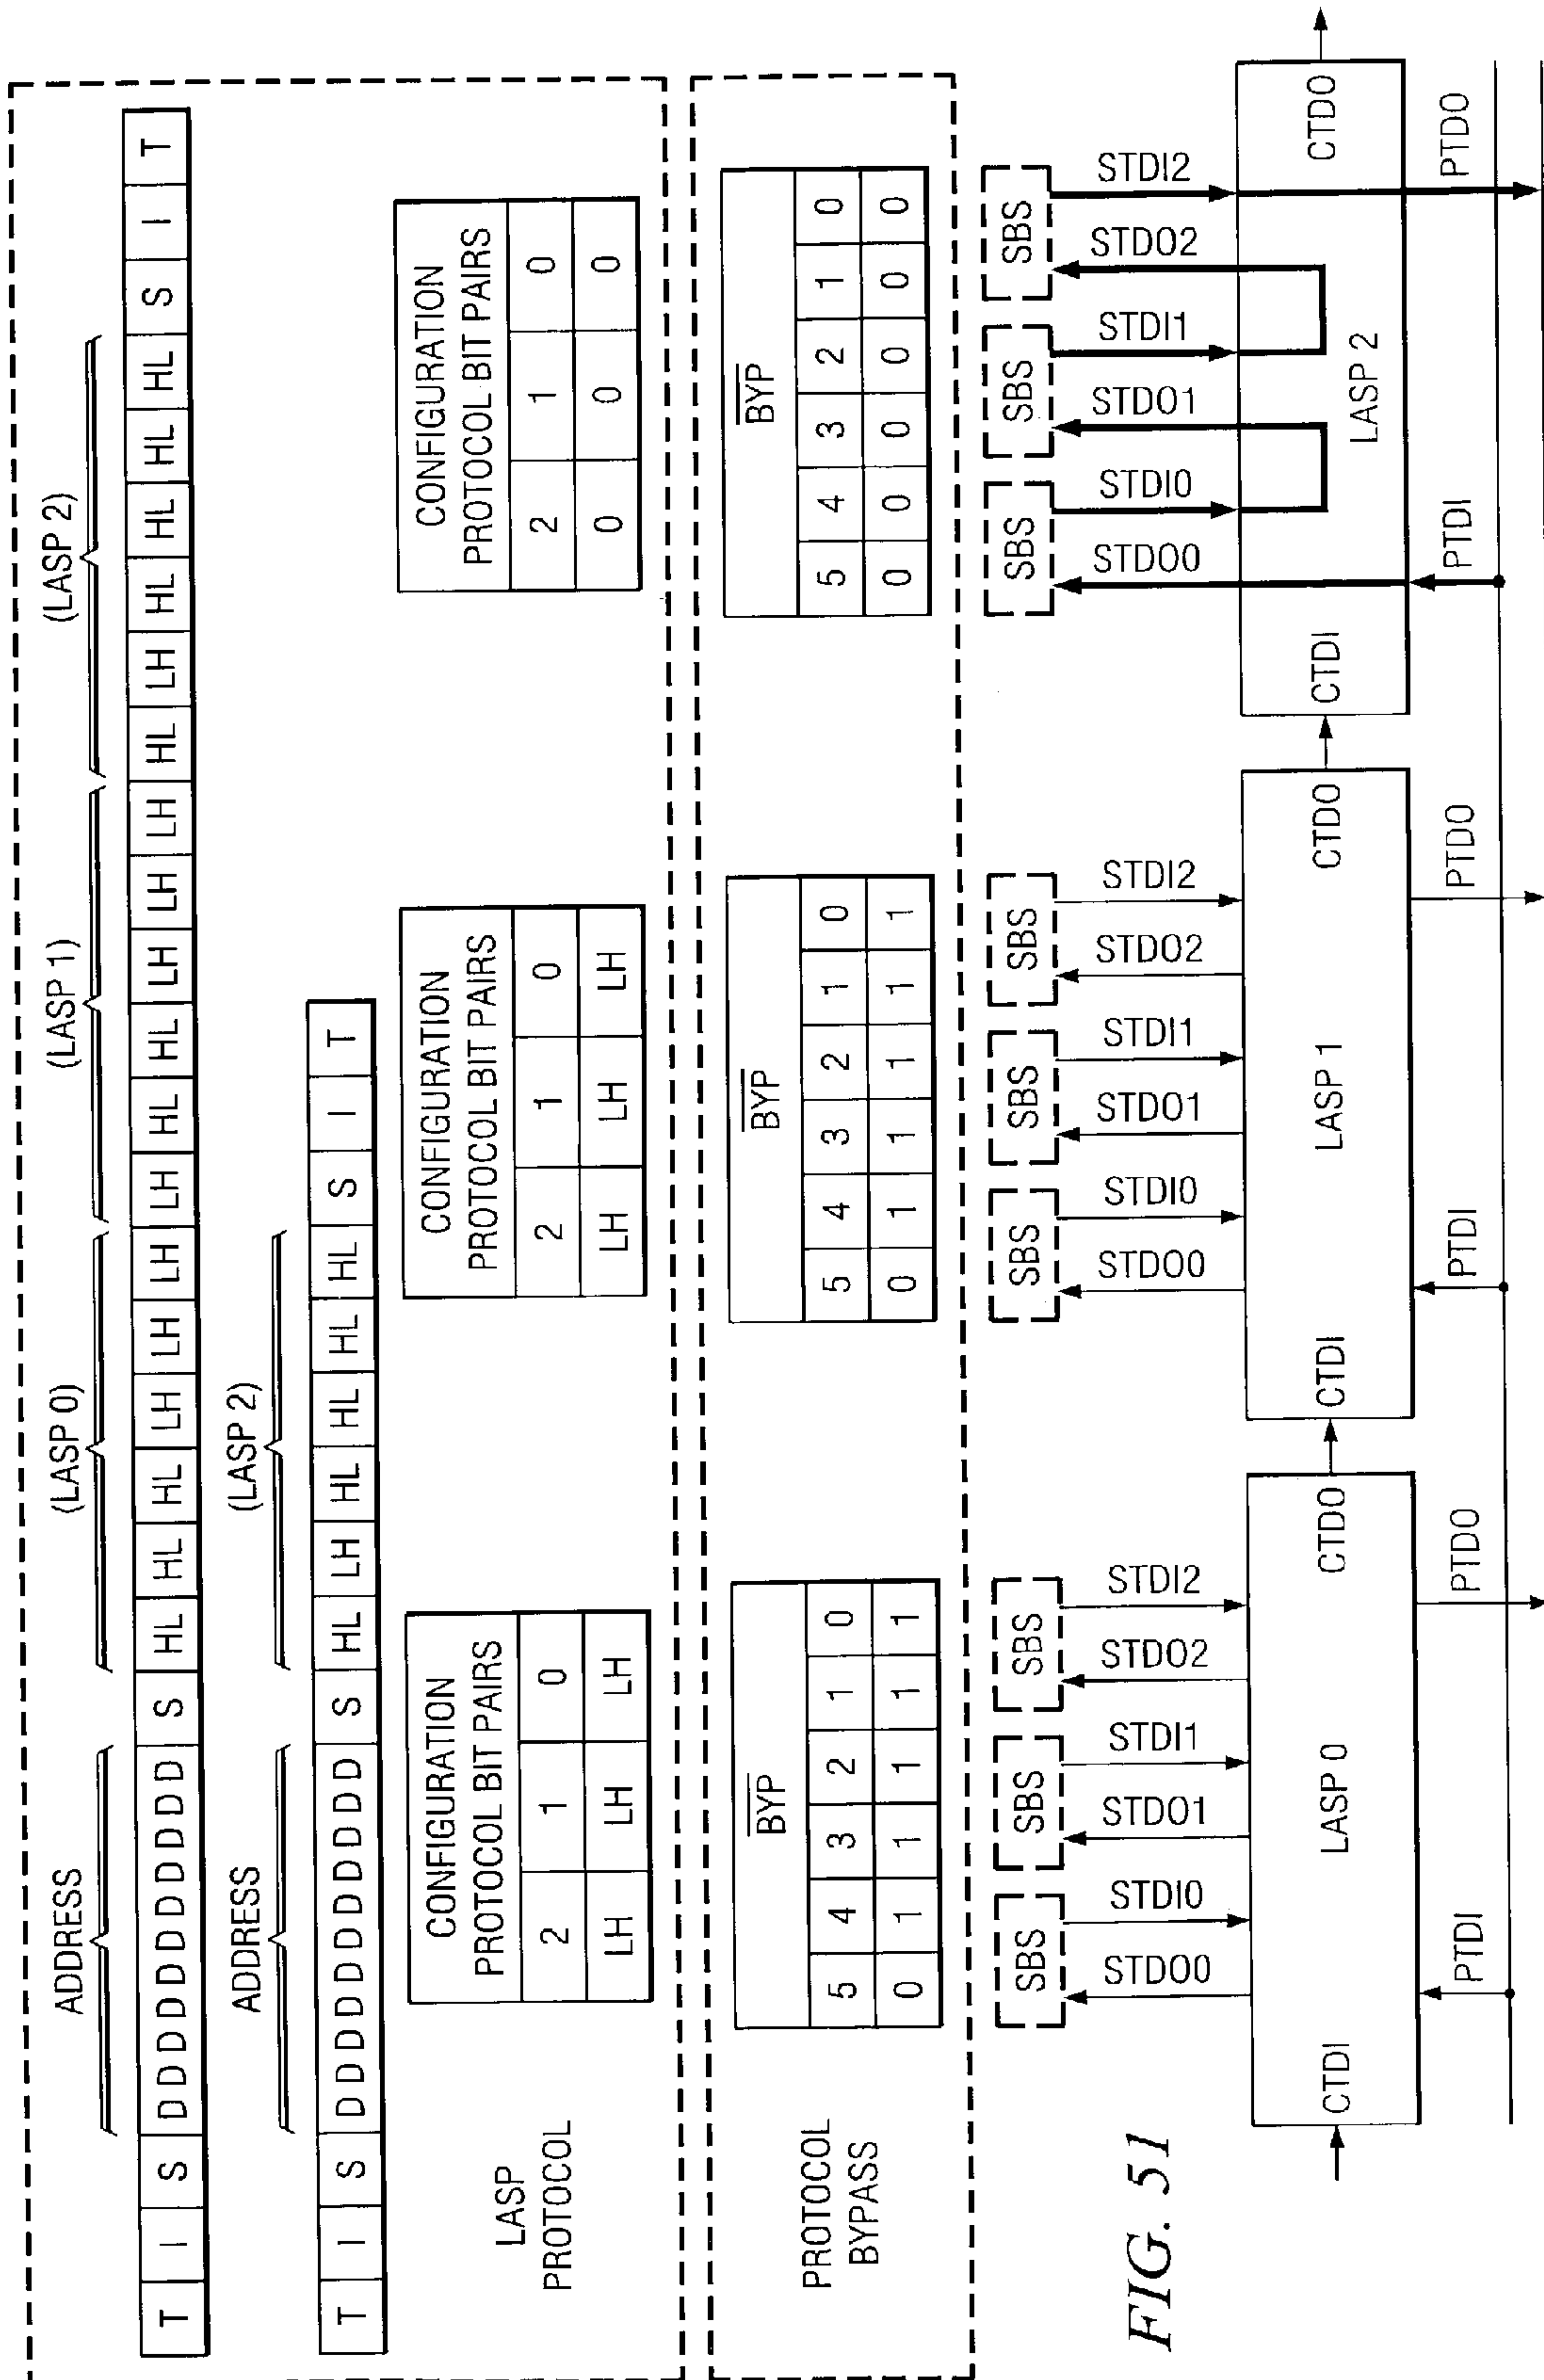 ADDRESS (LASP 0) (LASP 1) (LASP 2)
T I S D D D D D D D D D D S HL HL HL LH LH LH LH HL HL LH LH LH HL LH HL HL HL HL S I T
ADDRESS (LASP 2)
T I S D D D D D D D D D D S HL LH HL HL HL HL S I T
LASP
PROTOCOL
CONFIGURATION
PROTOCOL BIT PAIRS
2 1 0
LH LH LH
CONFIGURATION
PROTOCOL BIT PAIRS
2 1 0
LH LH LH
CONFIGURATION
PROTOCOL BIT PAIRS
2 1 0
0 0 0
PROTOCOL
BYPASS
BYP
5 4 3 2 1 0
0 1 1 1 1 1
BYP
5 4 3 2 1 0
0 1 1 1 1 1
BYP
5 4 3 2 1 0
0 0 0 0 0 0
SBS SBS SBS SBS SBS SBS SBS SBS SBS
STDO0 STDI0 STDO1 STDI1 STDO2 STDI2 STDO0 STDI0 STDO1 STDI1 STDO2 STDI2 STDO0 STDI0 STDO1 STDI1 STDO2 STDI2
CTDI LASP 0 CTDO CTDI LASP 1 CTDO CTDI LASP 2 CTDO
PTDI PTDO PTDI PTDO PTDI PTDO
FIG. 51